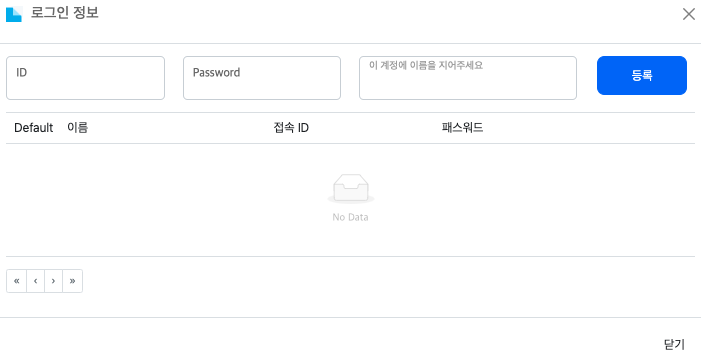 로그인 정보
ID
Password
이 계정에 이름을 지어주세요
등록
Default 이름 접속 ID 패스워드
No Data
« ‹ › »
닫기